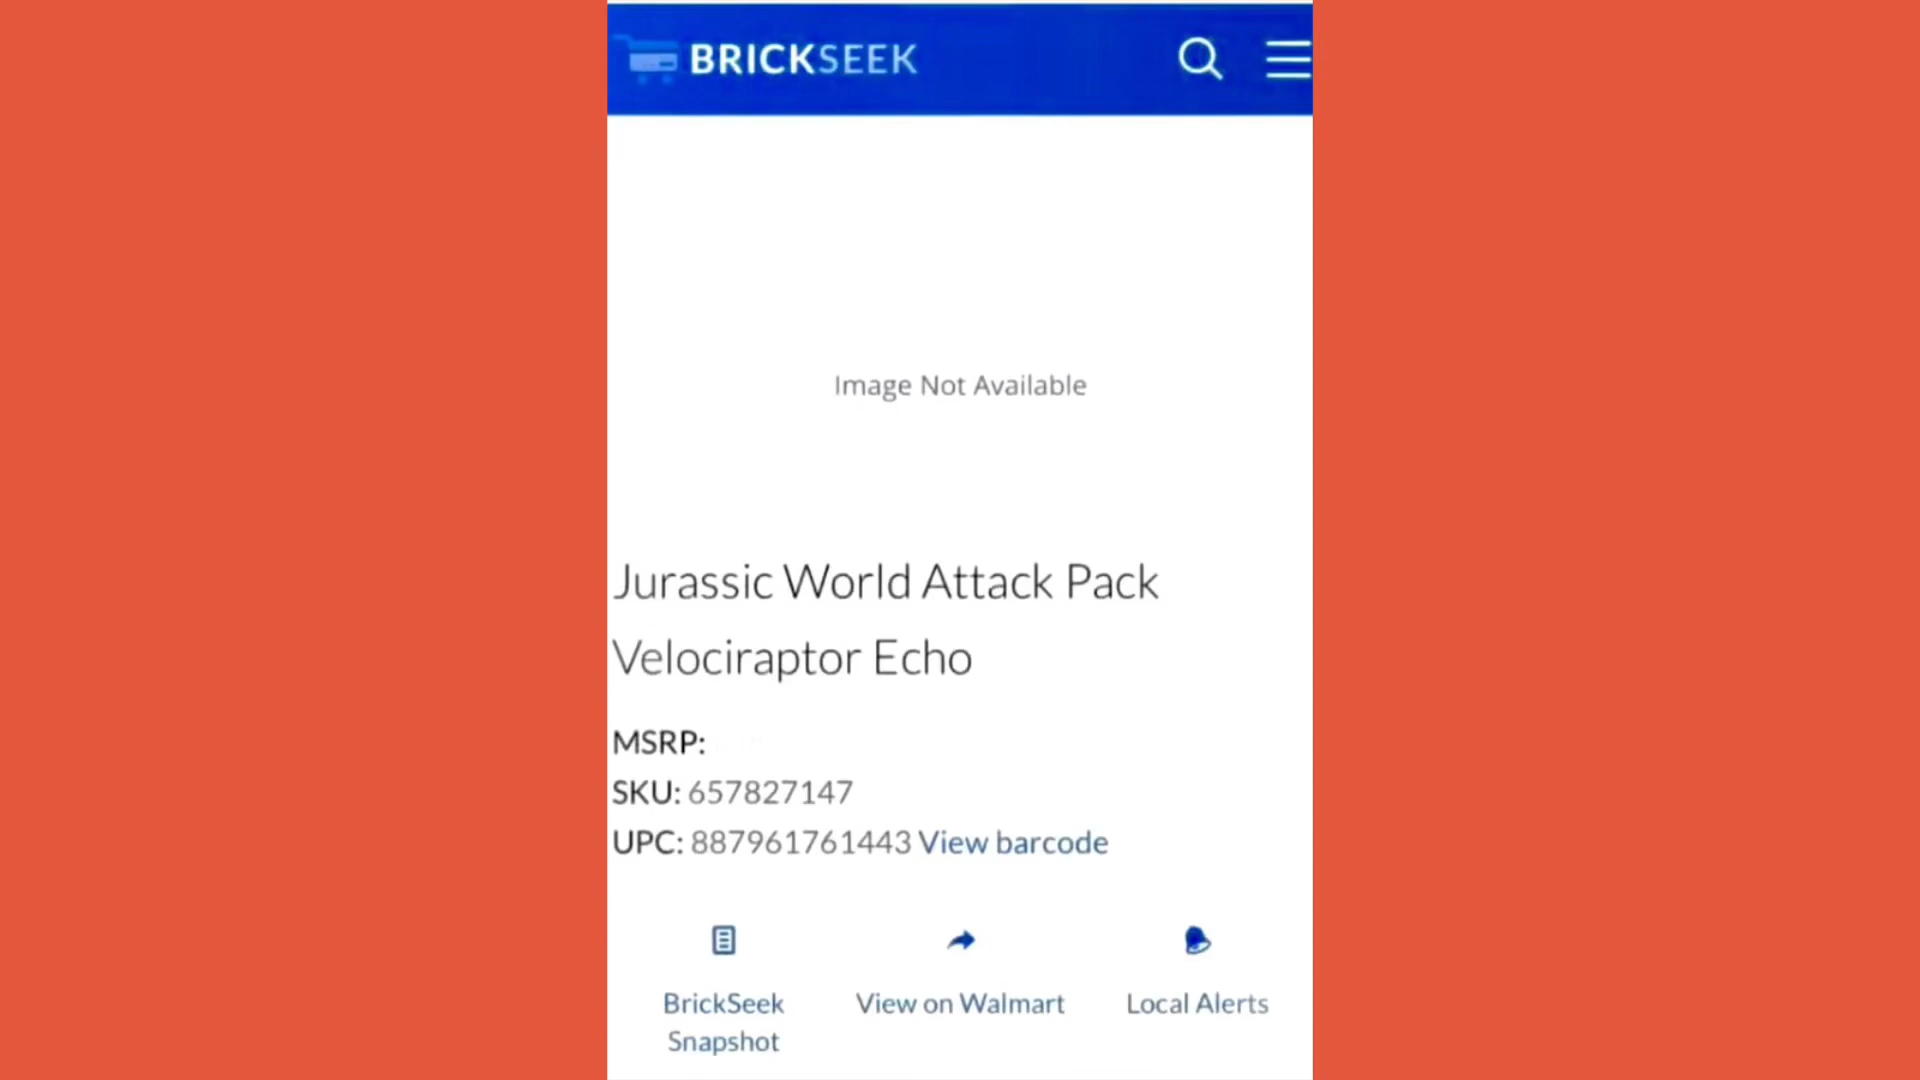 BRICKSEEK
Image Not Available
Jurassic World Attack Pack
Velociraptor Echo
MSRP:
SKU: 657827147
UPC: 887961761443 View barcode
BrickSeek
Snapshot
View on Walmart
Local Alerts